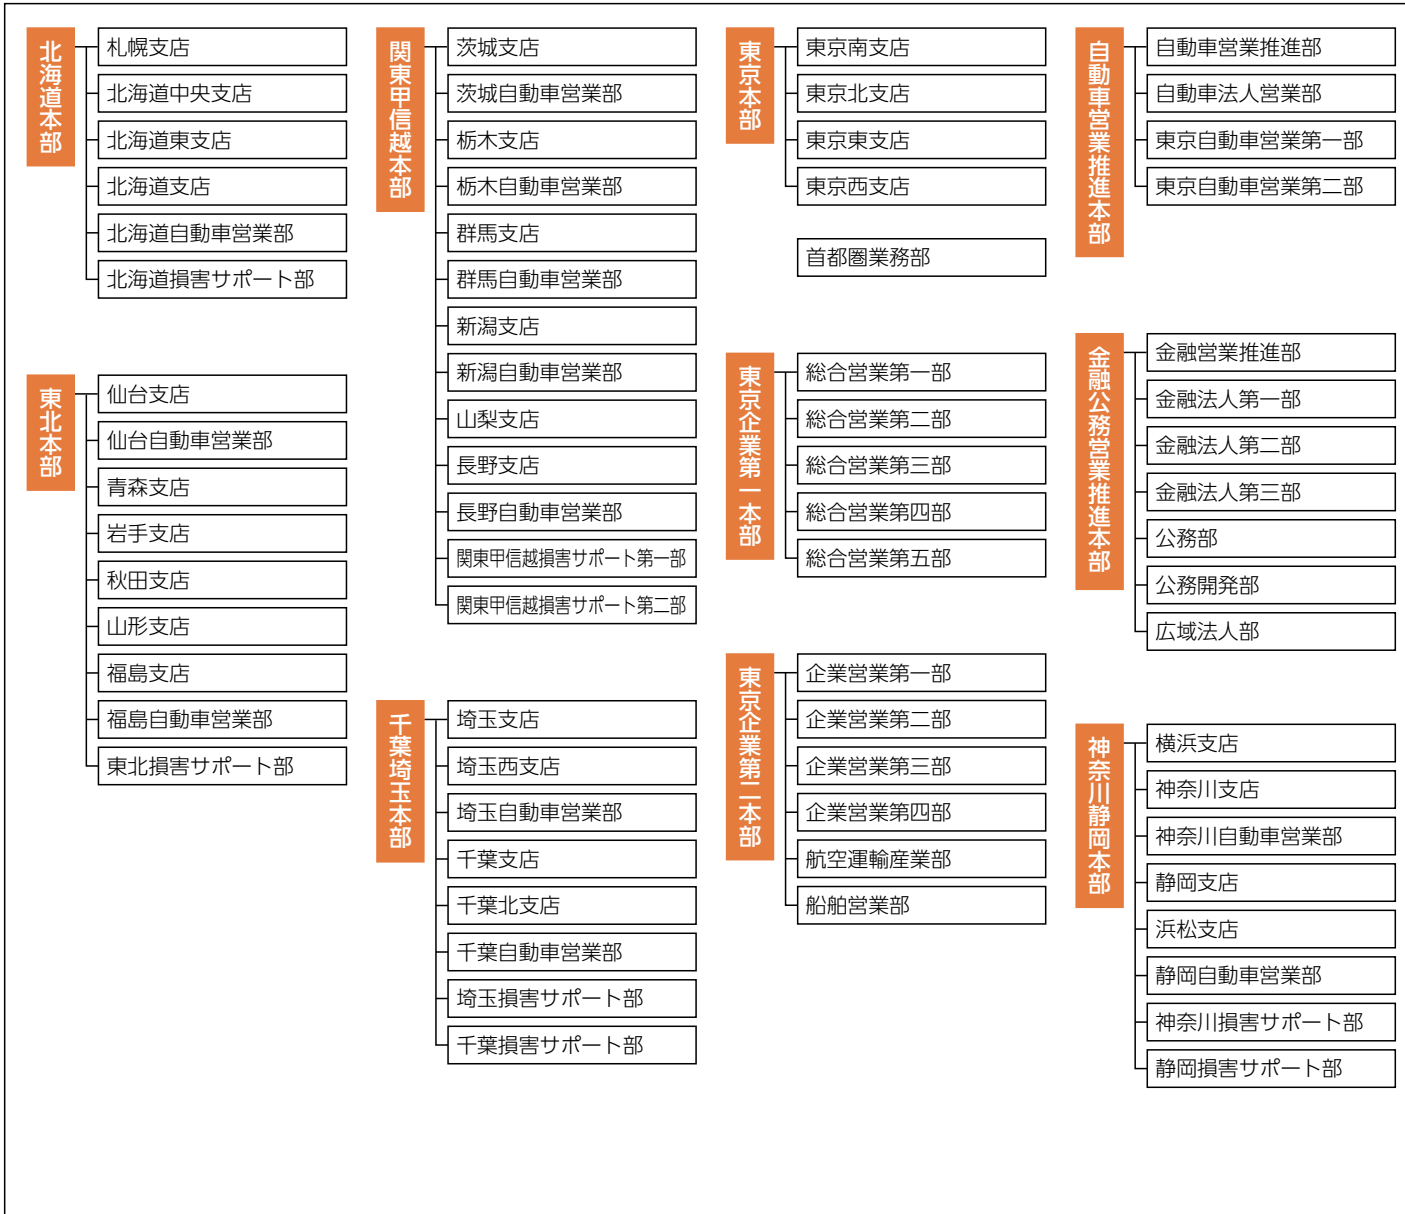 北海道本部
札幌支店
北海道中央支店
北海道東支店
北海道支店
北海道自動車営業部
北海道損害サポート部
東北本部
仙台支店
仙台自動車営業部
青森支店
岩手支店
秋田支店
山形支店
福島支店
福島自動車営業部
東北損害サポート部
関東甲信越本部
茨城支店
茨城自動車営業部
栃木支店
栃木自動車営業部
群馬支店
群馬自動車営業部
新潟支店
新潟自動車営業部
山梨支店
長野支店
長野自動車営業部
関東甲信越損害サポート第一部
関東甲信越損害サポート第二部
千葉埼玉本部
埼玉支店
埼玉西支店
埼玉自動車営業部
千葉支店
千葉北支店
千葉自動車営業部
埼玉損害サポート部
千葉損害サポート部
東京本部
東京南支店
東京北支店
東京東支店
東京西支店
首都圏業務部
東京企業第一本部
総合営業第一部
総合営業第二部
総合営業第三部
総合営業第四部
総合営業第五部
東京企業第二本部
企業営業第一部
企業営業第二部
企業営業第三部
企業営業第四部
航空運輸産業部
船舶営業部
自動車営業推進本部
自動車営業推進部
自動車法人営業部
東京自動車営業第一部
東京自動車営業第二部
金融公務営業推進本部
金融営業推進部
金融法人第一部
金融法人第二部
金融法人第三部
公務部
公務開発部
広域法人部
神奈川静岡本部
横浜支店
神奈川支店
神奈川自動車営業部
静岡支店
浜松支店
静岡自動車営業部
神奈川損害サポート部
静岡損害サポート部